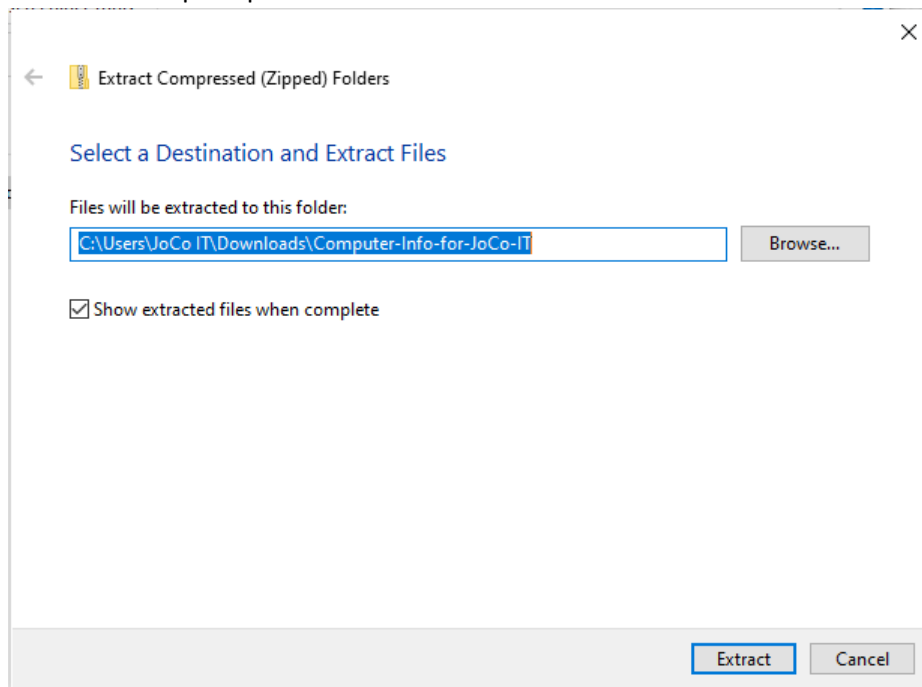 Extract Compressed (Zipped) Folders
Select a Destination and Extract Files
Files will be extracted to this folder:
C:\Users\JoCo IT\Downloads\Computer-Info-for-JoCo-IT
Browse...
Show extracted files when complete
Extract
Cancel